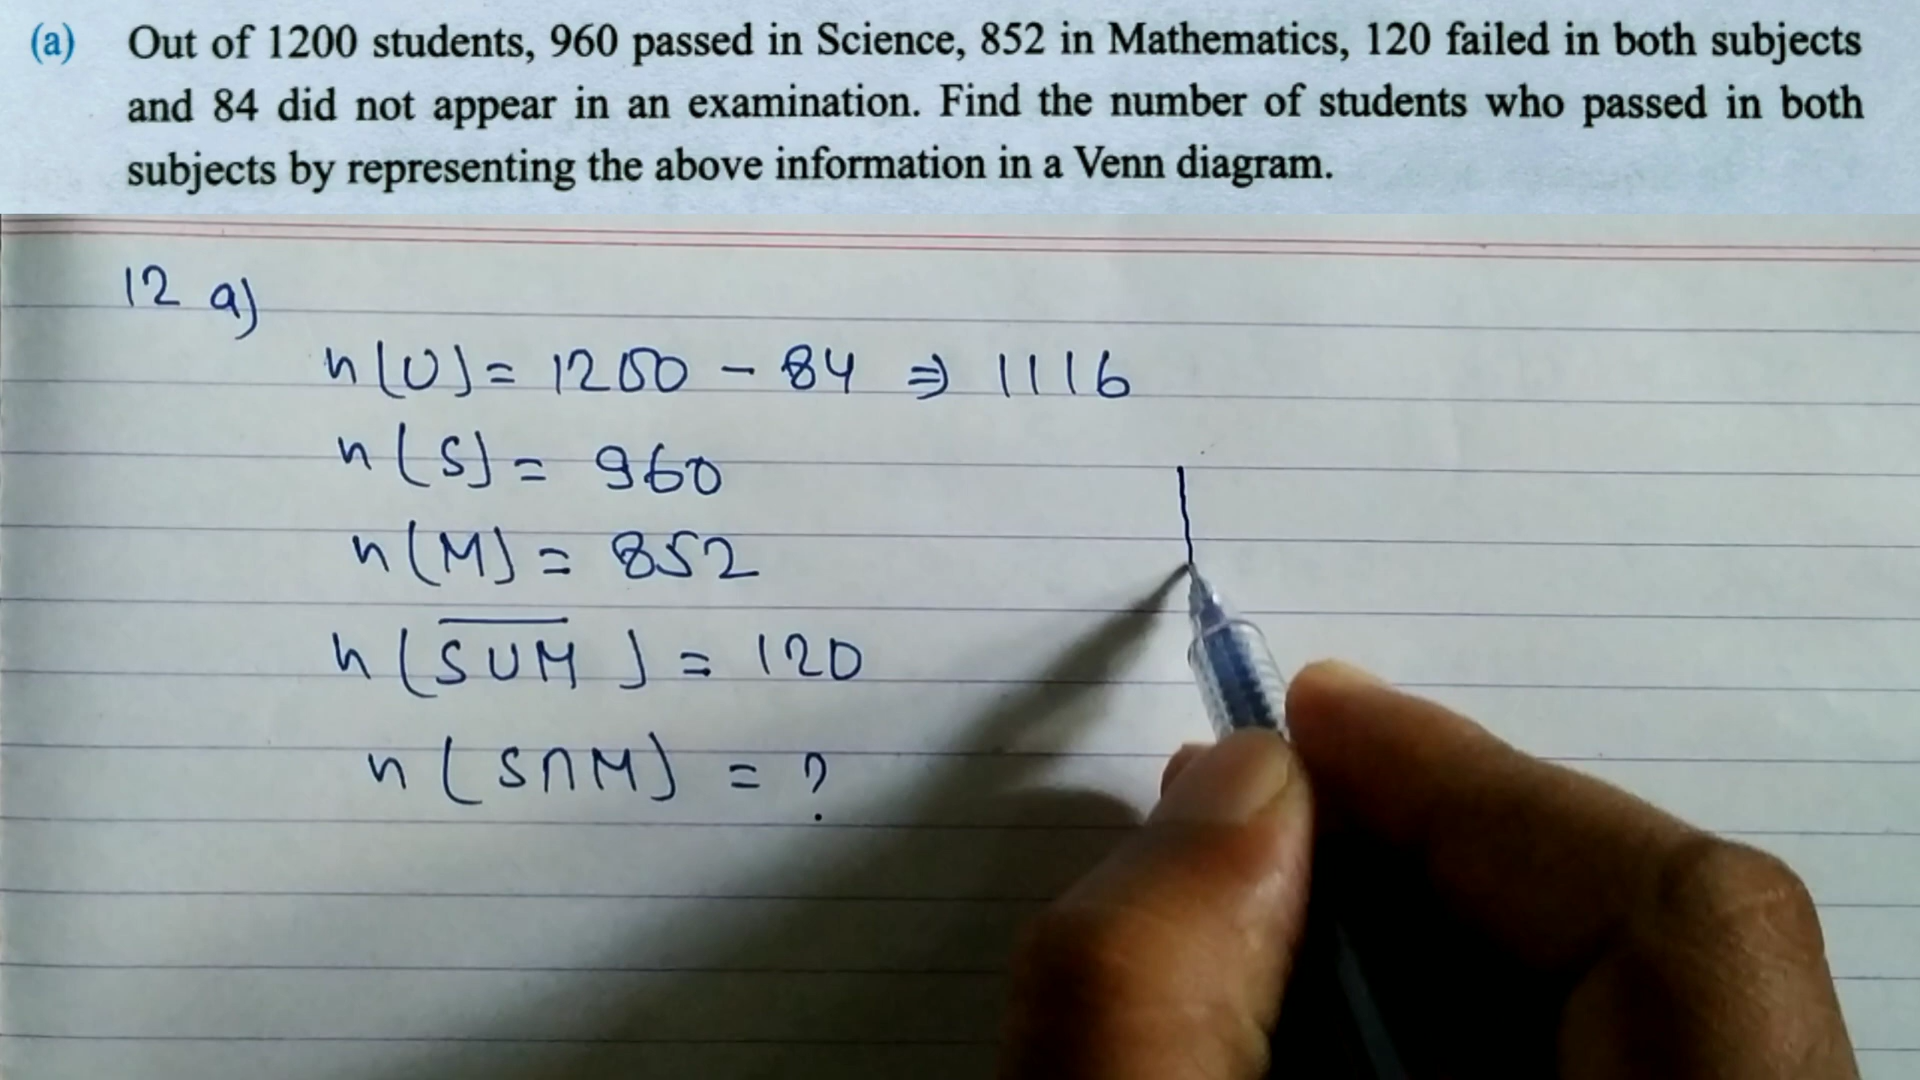 (a) Out of 1200 students, 960 passed in Science, 852 in Mathematics, 120 failed in both subjects
and 84 did not appear in an examination. Find the number of students who passed in both
subjects by representing the above information in a Venn diagram.
12 a)
n(U) = 1200 - 84 ⇒ 1116
n(S) = 960
n(M) = 852
n(S̅U̅M̅) = 120
n(S∩M) = ?